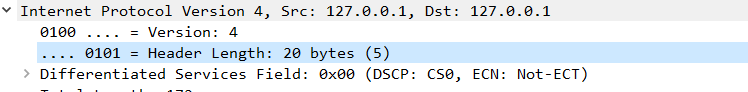 Internet Protocol Version 4, Src: 127.0.0.1, Dst: 127.0.0.1
0100 .... = Version: 4
.... 0101 = Header Length: 20 bytes (5)
Differentiated Services Field: 0x00 (DSCP: CS0, ECN: Not-ECT)